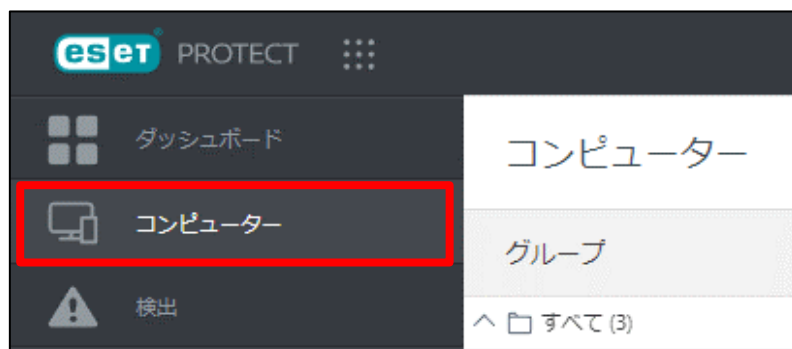 eset PROTECT
ダッシュボード
コンピューター
検出
コンピューター
グループ
すべて (3)